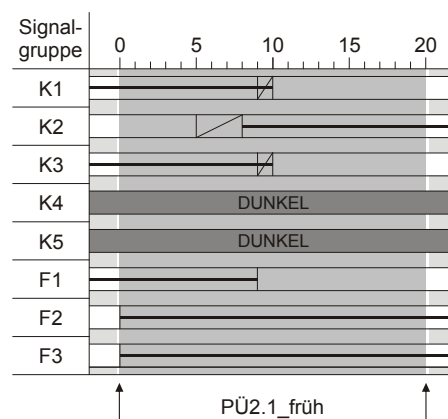 Signal-
gruppe
0 5 10 15 20
K1
K2
K3
K4 DUNKEL
K5 DUNKEL
F1
F2
F3
PÜ2.1_früh